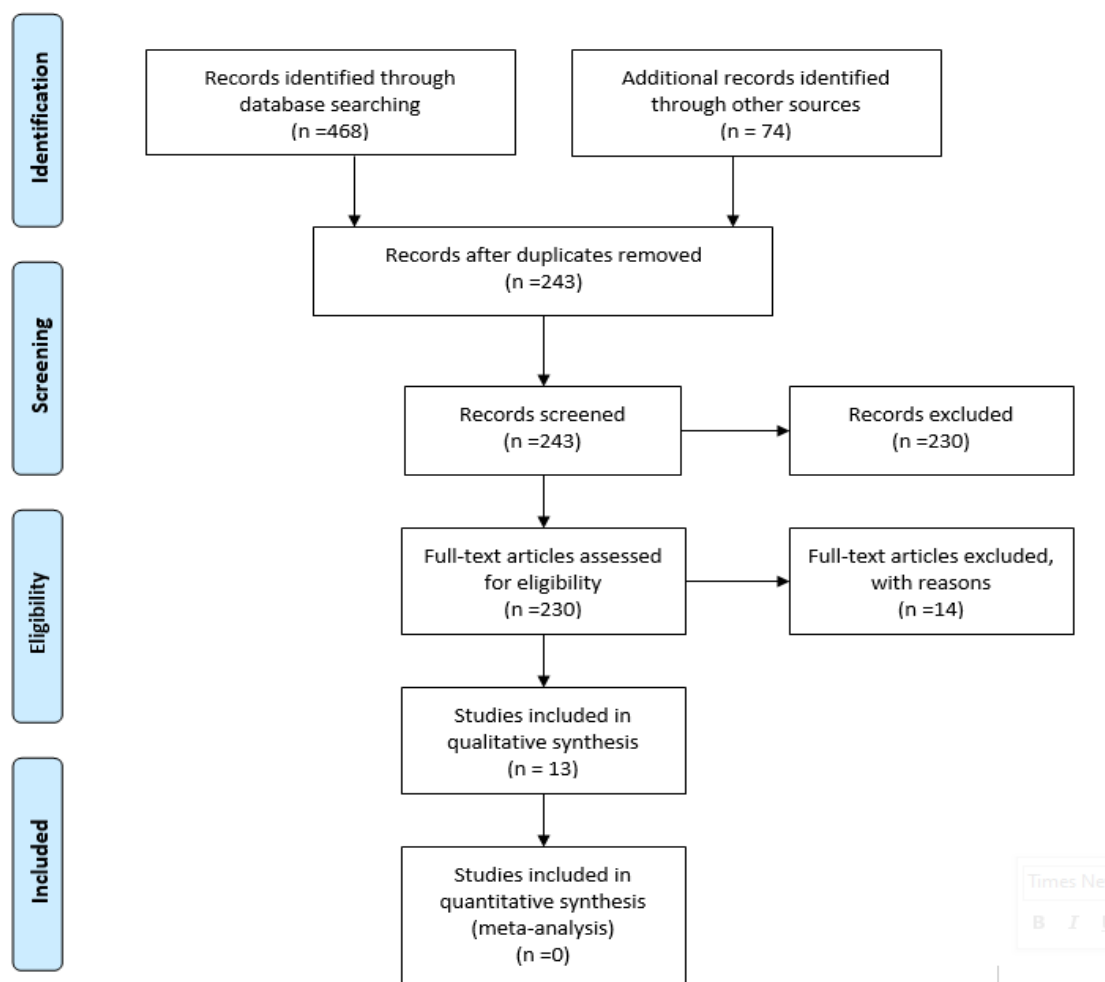 Identification
Records identified through
database searching
(n =468)
Additional records identified
through other sources
(n = 74)
Records after duplicates removed
(n =243)
Screening
Records screened
(n =243)
Records excluded
(n =230)
Eligibility
Full-text articles assessed
for eligibility
(n =230)
Full-text articles excluded,
with reasons
(n =14)
Studies included in
qualitative synthesis
(n = 13)
Included
Studies included in
quantitative synthesis
(meta-analysis)
(n =0)
Times Ne
B I